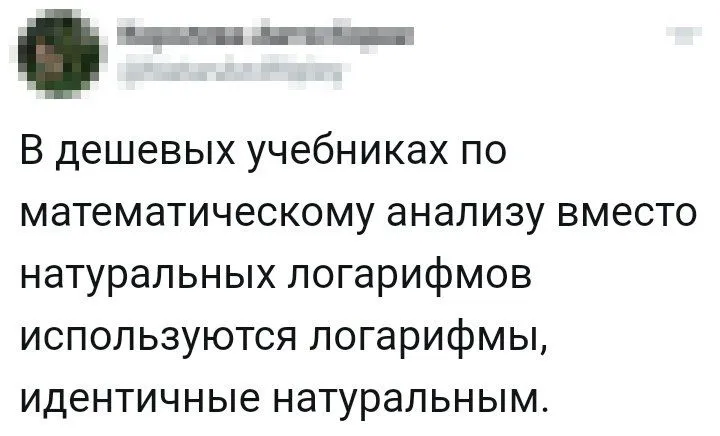 В дешевых учебниках по
математическому анализу вместо
натуральных логарифмов
используются логарифмы,
идентичные натуральным.